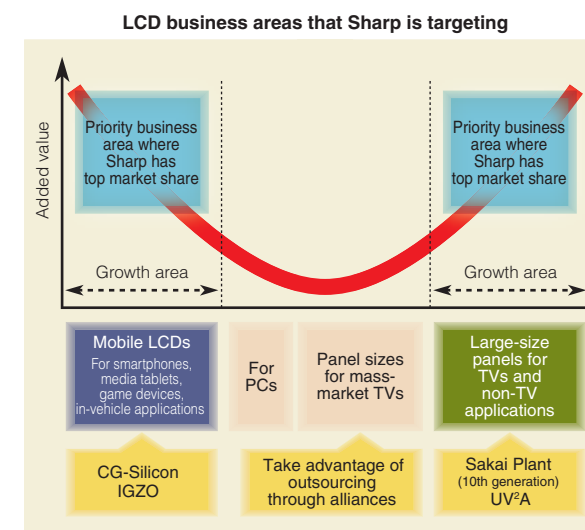 LCD business areas that Sharp is targeting
Added value
Priority business
area where
Sharp has
top market share
Priority business
area where
Sharp has
top market share
Growth area
Growth area
Mobile LCDs
For smartphones,
media tablets,
game devices,
in-vehicle applications
For
PCs
Panel sizes
for mass-
market TVs
Large-size
panels for
TVs and
non-TV
applications
CG-Silicon
IGZO
Take advantage of
outsourcing
through alliances
Sakai Plant
(10th generation)
UV²A